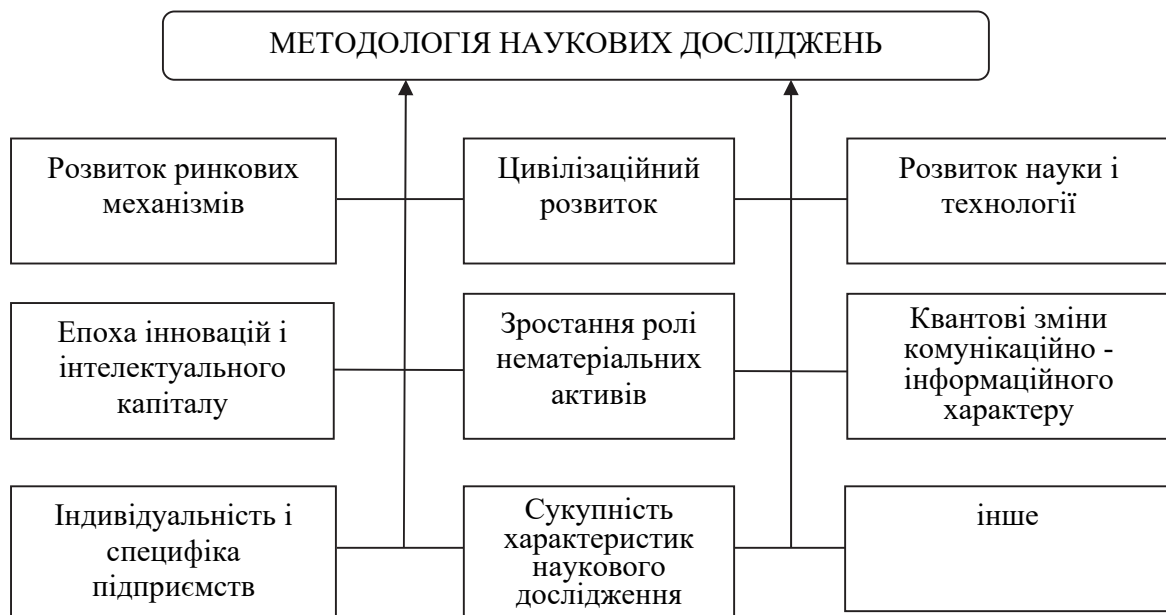 МЕТОДОЛОГІЯ НАУКОВИХ ДОСЛІДЖЕНЬ
Розвиток ринкових
механізмів
Цивілізаційний
розвиток
Розвиток науки і
технології
Епоха інновацій і
інтелектуального
капіталу
Зростання ролі
нематеріальних
активів
Квантові зміни
комунікаційно -
інформаційного
характеру
Індивідуальність і
специфіка
підприємств
Сукупність
характеристик
наукового
дослідження
інше